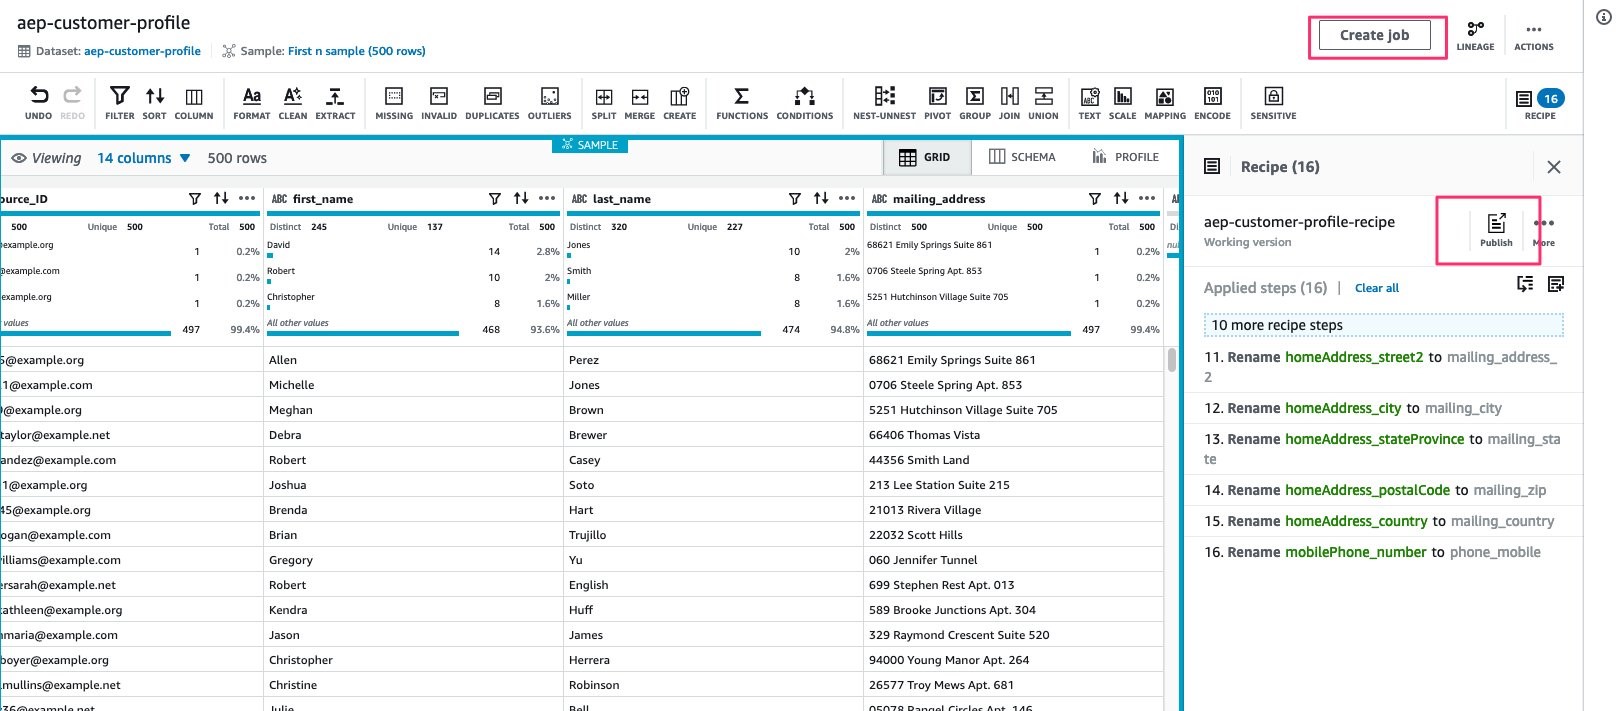 aep-customer-profile
Dataset: aep-customer-profile Sample: First n sample (500 rows)
Create job
LINEAGE
ACTIONS
UNDO REDO FILTER SORT COLUMN FORMAT CLEAN EXTRACT MISSING INVALID DUPLICATES OUTLIERS SPLIT MERGE CREATE FUNCTIONS CONDITIONS NEST-UNNEST PIVOT GROUP JOIN UNION TEXT SCALE MAPPING ENCODE SENSITIVE
16
RECIPE
Viewing 14 columns 500 rows
SAMPLE
GRID SCHEMA PROFILE
ource_ID ABC first_name ABC last_name ABC mailing_address
500 Unique 500 Total 500 Distinct 245 Unique 137 Total 500 Distinct 320 Unique 227 Total 500 Distinct 500 Unique 500 Total 500 Di
example.org 1 0.2% David 14 2.8% Jones 10 2% 68621 Emily Springs Suite 861 1 0.2%
@example.com 1 0.2% Robert 10 2% Smith 8 1.6% 0706 Steele Spring Apt. 853 1 0.2%
example.org 1 0.2% Christopher 8 1.6% Miller 8 1.6% 5251 Hutchinson Village Suite 705 1 0.2%
values 497 99.4% All other values 468 93.6% All other values 474 94.8% All other values 497 99.4%
5@example.org Allen Perez 68621 Emily Springs Suite 861
1@example.com Michelle Jones 0706 Steele Spring Apt. 853
@example.org Meghan Brown 5251 Hutchinson Village Suite 705
taylor@example.net Debra Brewer 66406 Thomas Vista
andez@example.com Robert Casey 44356 Smith Land
1@example.org Joshua Soto 213 Lee Station Suite 215
45@example.org Brenda Hart 21013 Rivera Village
ogan@example.com Brian Trujillo 22032 Scott Hills
illiams@example.com Gregory Yu 060 Jennifer Tunnel
ersarah@example.net Robert English 699 Stephen Rest Apt. 013
athleen@example.org Kendra Huff 589 Brooke Junctions Apt. 304
maria@example.com Jason James 329 Raymond Crescent Suite 520
boyer@example.org Christopher Herrera 94000 Young Manor Apt. 264
.mullins@example.net Christine Robinson 26577 Troy Mews Apt. 681
36@example.net Julie Bell 05078 Rangel Circles Apt. 146
Recipe (16)
aep-customer-profile-recipe
Working version
Publish
More
Applied steps (16) | Clear all
10 more recipe steps
11. Rename homeAddress_street2 to mailing_address_
2
12. Rename homeAddress_city to mailing_city
13. Rename homeAddress_stateProvince to mailing_sta
te
14. Rename homeAddress_postalCode to mailing_zip
15. Rename homeAddress_country to mailing_country
16. Rename mobilePhone_number to phone_mobile